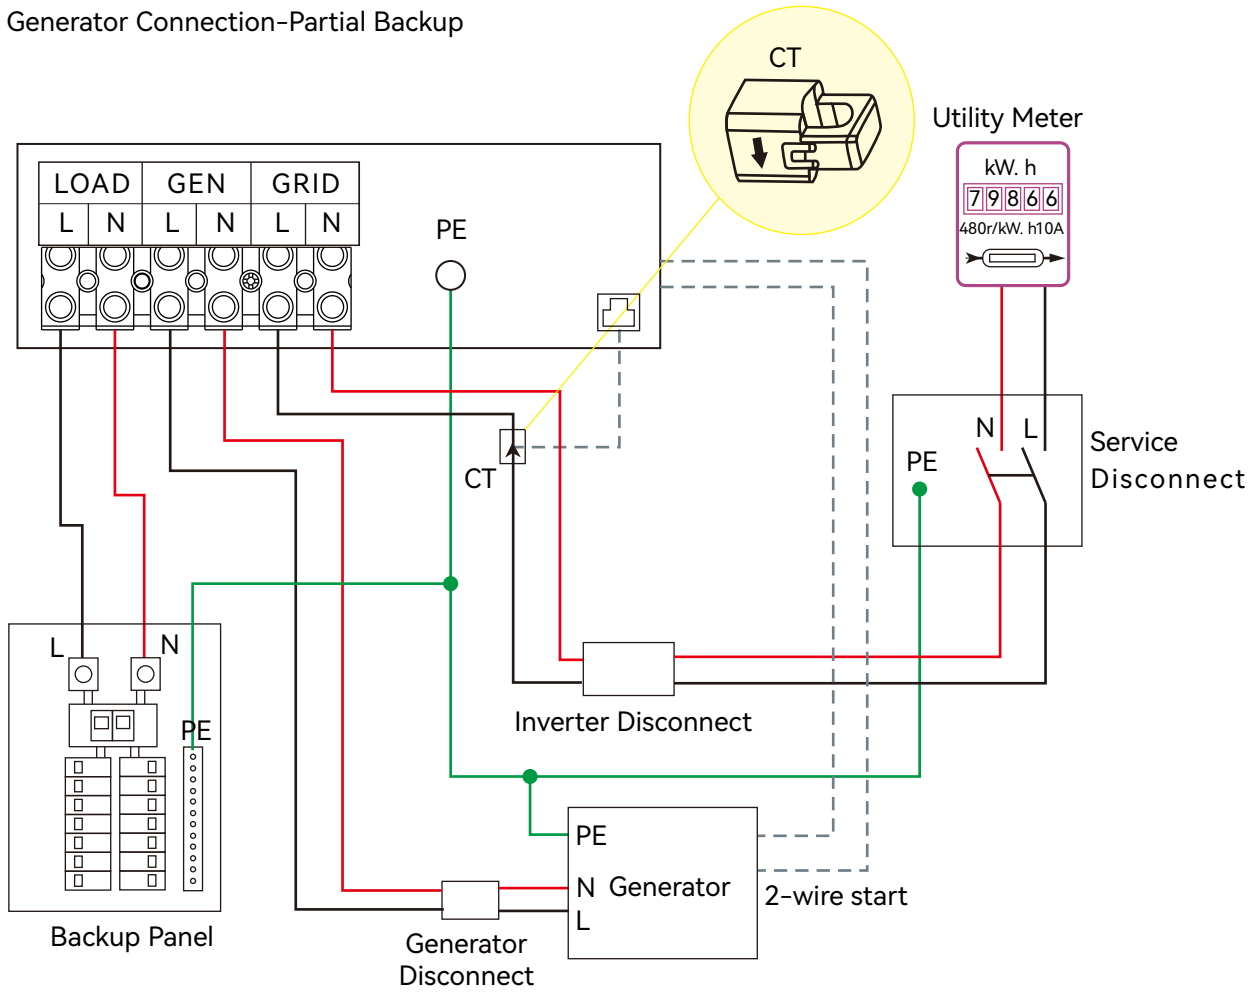 Generator Connection-Partial Backup
CT
Utility Meter
kW. h
79866
480r/kW. h10A
LOAD GEN GRID
L N L N L N
PE
N L
Service
Disconnect
PE
CT
L N
PE
Inverter Disconnect
PE
N Generator
L
2-wire start
Backup Panel
Generator
Disconnect